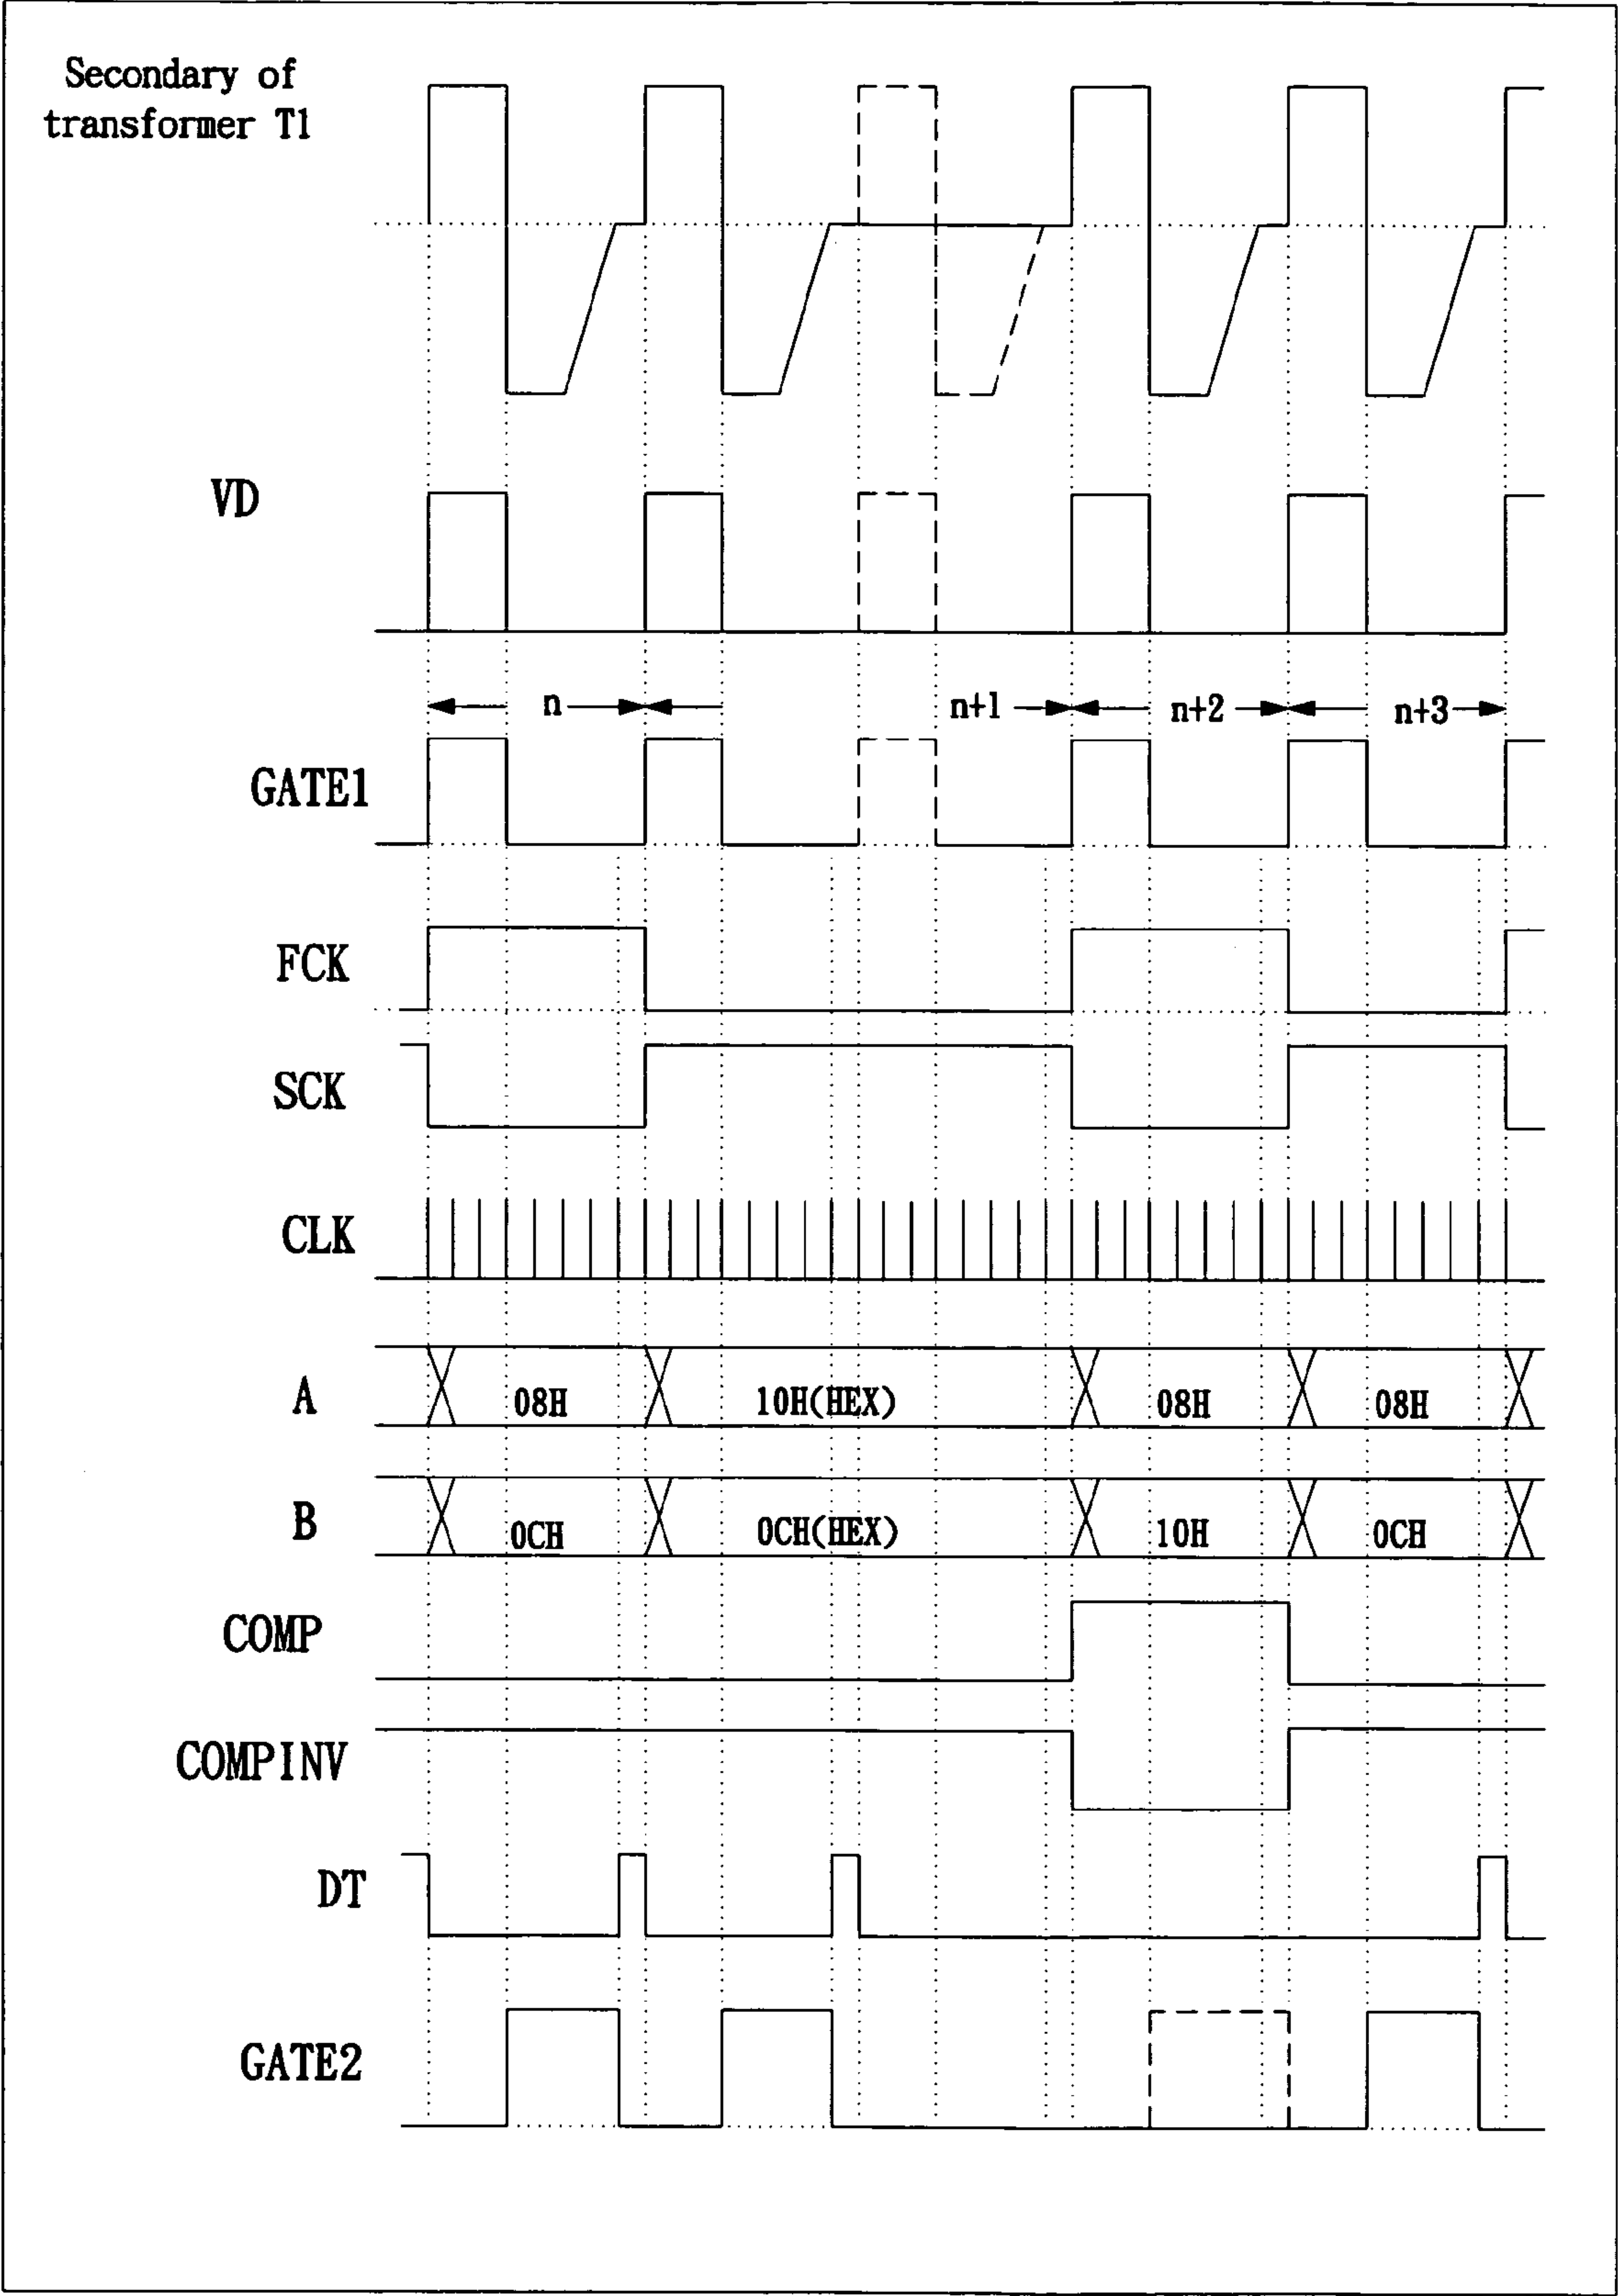 Secondary of
transformer T1
VD
n n+1 n+2 n+3
GATE1
FCK
SCK
CLK
A 08H 10H(HEX) 08H 08H
B 0CH 0CH(HEX) 10H 0CH
COMP
COMPINV
DT
GATE2